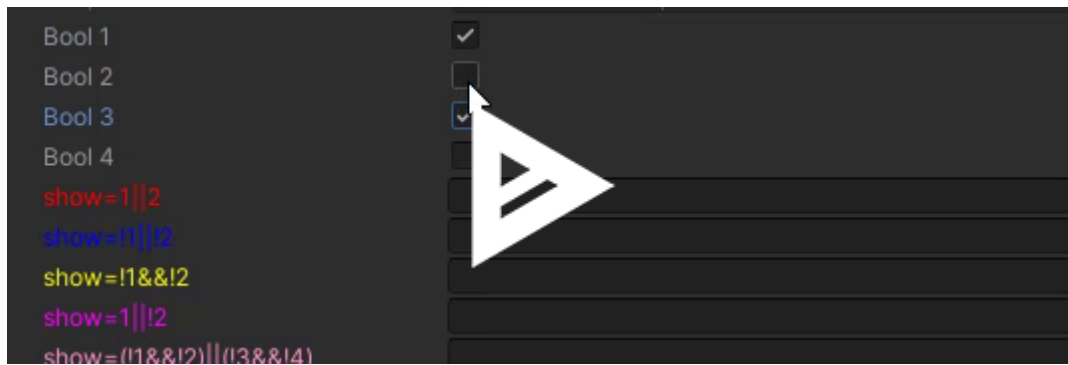 Bool 1
Bool 2
Bool 3
Bool 4
show=1||2
show=!1||!2
show=!1&&!2
show=1||!2
show=(!1&&!2)||(!3&&!4)